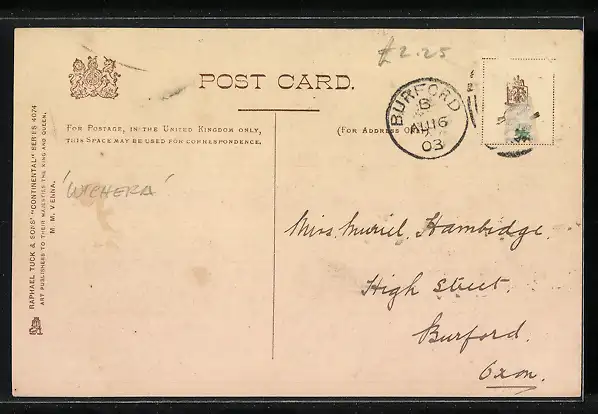 £2.25
POST CARD.
FOR POSTAGE, IN THE UNITED KINGDOM ONLY,
THIS SPACE MAY BE USED FOR CORRESPONDENCE.
(FOR ADDRESS
BURFORD
B
AU 16
03
RAPHAEL TUCK & SONS' "CONTINENTAL" SERIES 4074
ART PUBLISHERS TO THEIR MAJESTIES THE KING AND QUEEN.
M. M. VIENNA.
'WICHERA'
Miss. Muriel. Hambidge.
High Street.
Burford.
Oxon.